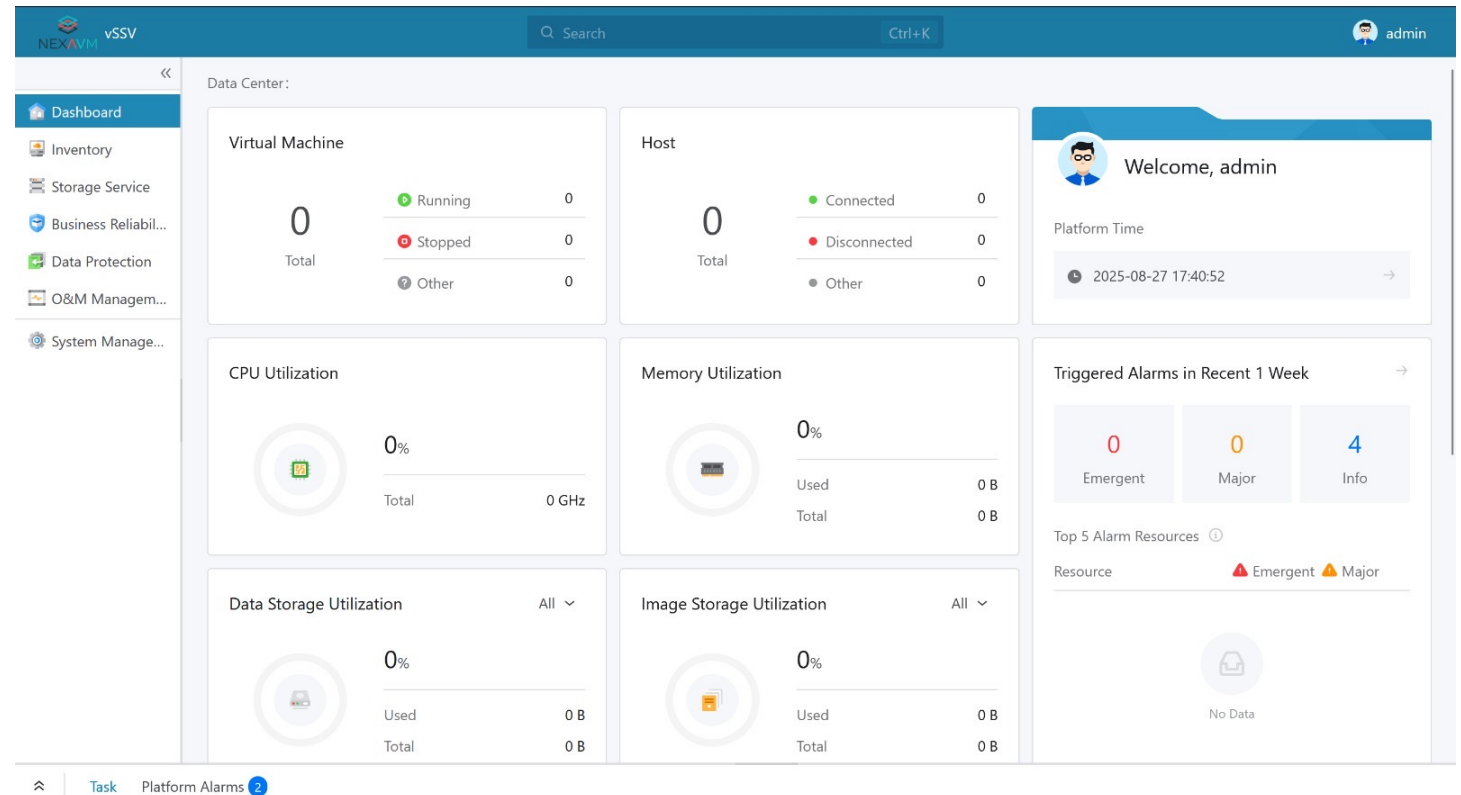 NEXAVM vSSV
Search Ctrl+K
admin
Dashboard
Inventory
Storage Service
Business Reliabil...
Data Protection
O&M Managem...
System Manage...
Data Center:
Virtual Machine
0
Total
Running 0
Stopped 0
Other 0
Host
0
Total
Connected 0
Disconnected 0
Other 0
Welcome, admin
Platform Time
2025-08-27 17:40:52
CPU Utilization
0%
Total 0 GHz
Memory Utilization
0%
Used 0 B
Total 0 B
Triggered Alarms in Recent 1 Week
0 0 4
Emergent Major Info
Top 5 Alarm Resources
Resource Emergent Major
No Data
Data Storage Utilization All
0%
Used 0 B
Total 0 B
Image Storage Utilization All
0%
Used 0 B
Total 0 B
Task Platform Alarms 2